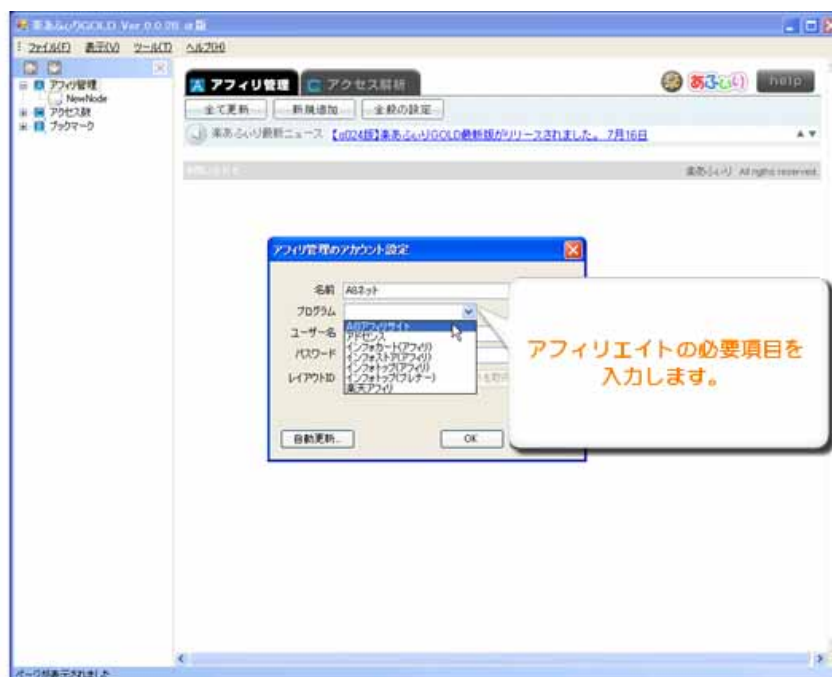 楽あふぃりGOLD Ver.0.0.26 α版
ファイル(F) 表示(V) ツール(T) ヘルプ(H)
アフィリ管理
NewNode
アクセス数
ブックマーク
A アフィリ管理
C アクセス解析
あふぃり
help
全て更新
新規追加
全般の設定
楽あふぃり最新ニュース 【α024版】楽あふぃりGOLD最新版がリリースされました。 7月16日
楽あふぃり All rigths reserved.
アフィリ管理のアカウント設定
名前 A8ネット
プログラム
A8アフィリサイト
アドセンス
インフォカート(アフィリ)
インフォストア(アフィリ)
インフォトップ(アフィリ)
インフォトップ(プレナー)
楽天アフィリ
ユーザー名
パスワード
レイアウトID
自動更新...
OK
アフィリエイトの必要項目を
入力します。
ページが表示されました